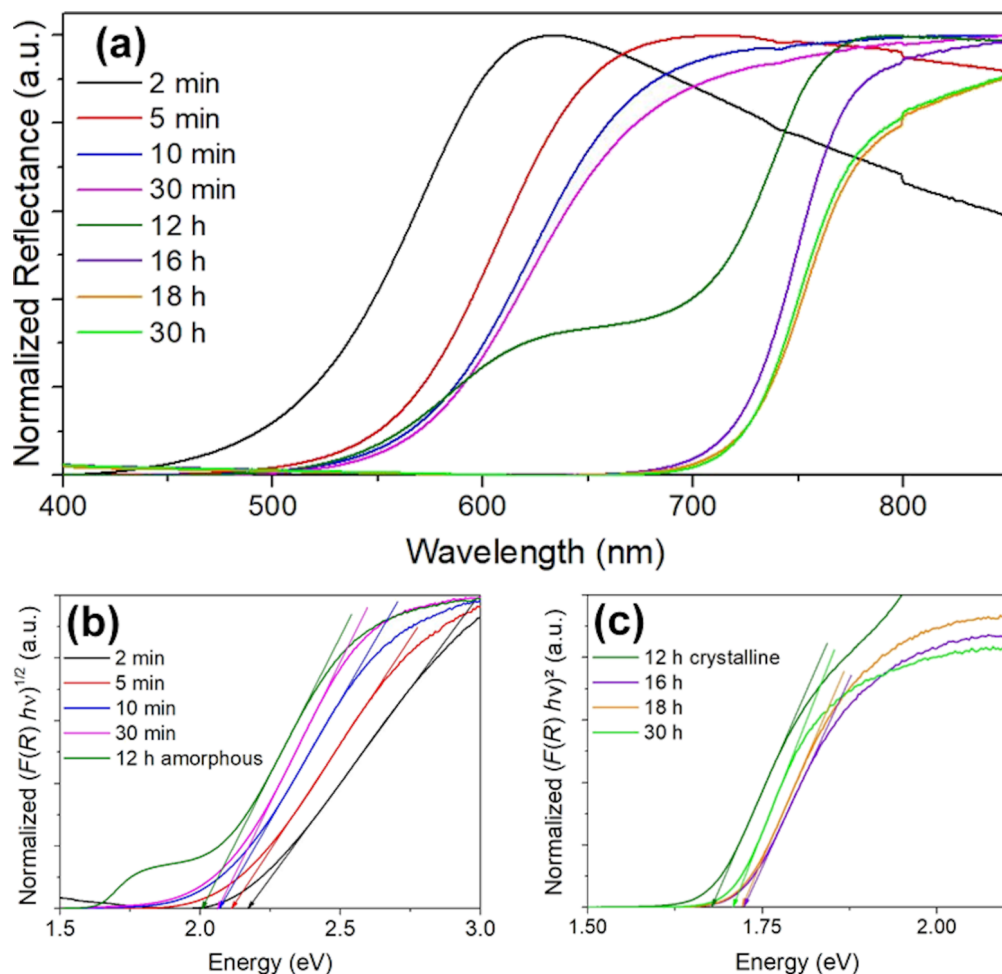 (a)
Normalized Reflectance (a.u.)
2 min
5 min
10 min
30 min
12 h
16 h
18 h
30 h
400 500 600 700 800
Wavelength (nm)
(b)
Normalized (F(R) hν)¹/²  (a.u.)
2 min
5 min
10 min
30 min
12 h amorphous
1.5 2.0 2.5 3.0
Energy (eV)
(c)
Normalized (F(R) hν)² (a.u.)
12 h crystalline
16 h
18 h
30 h
1.50 1.75 2.00
Energy (eV)